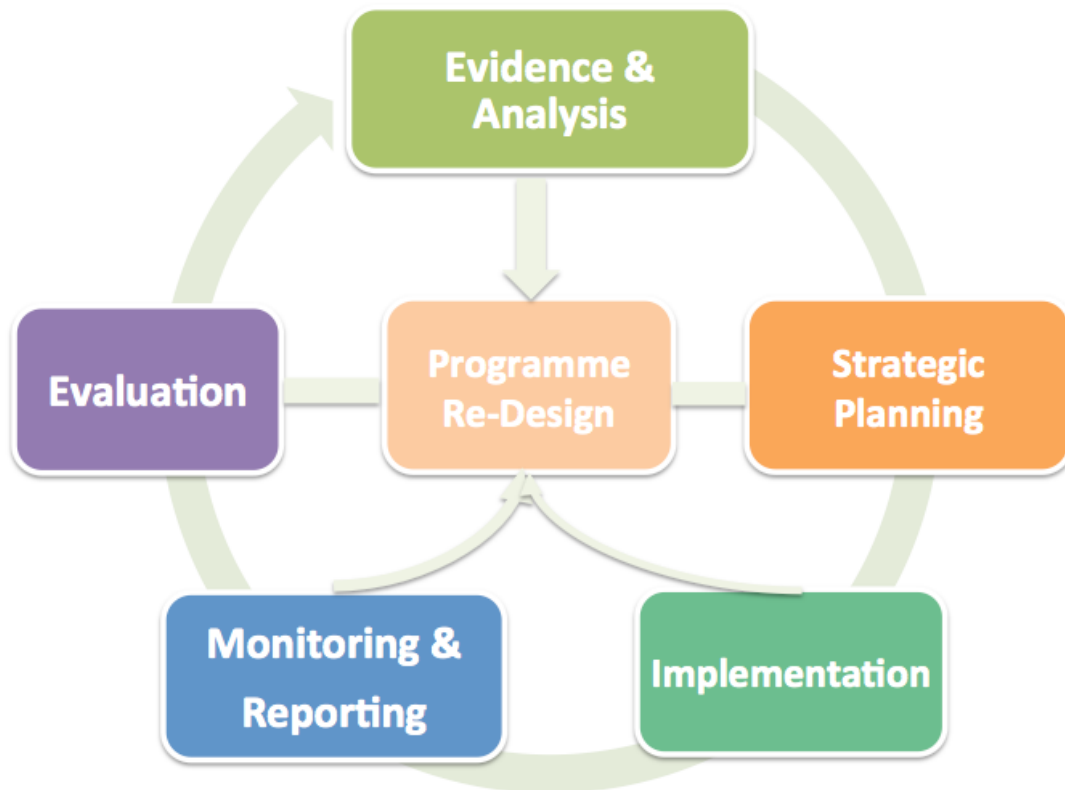 Evidence &
Analysis
Evaluation
Programme
Re-Design
Strategic
Planning
Monitoring &
Reporting
Implementation